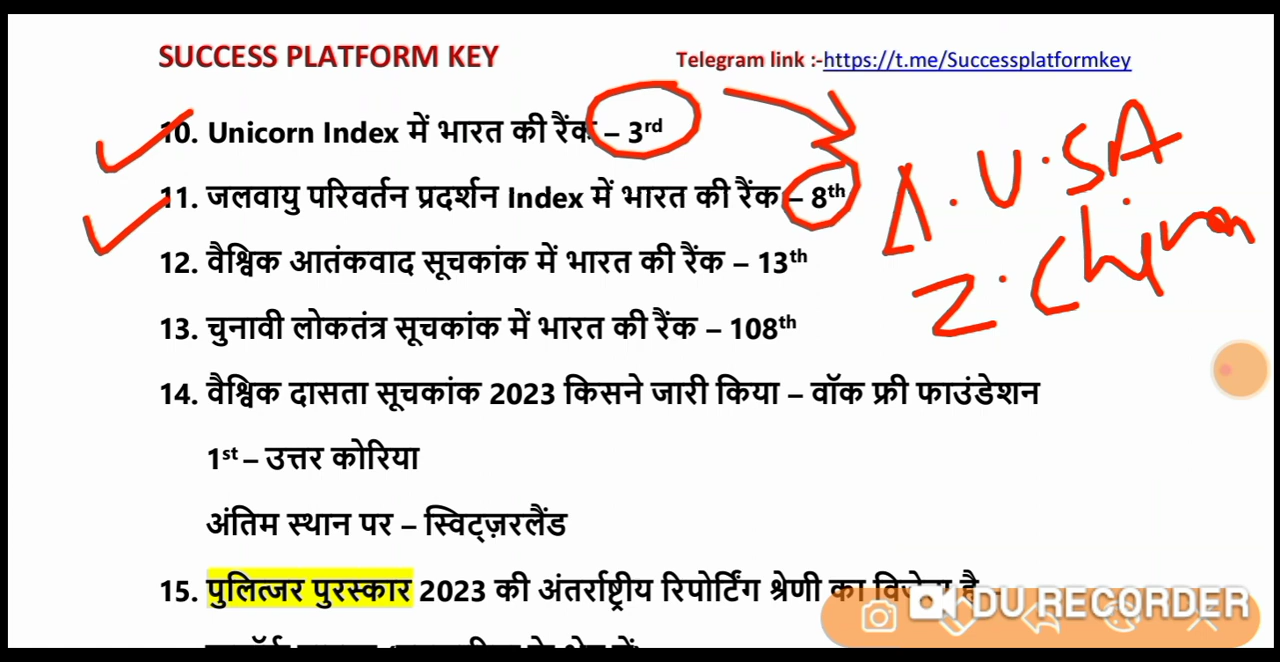 SUCCESS PLATFORM KEY
Telegram link :-https://t.me/Successplatformkey
10. Unicorn Index में भारत की रैंक – 3rd
11. जलवायु परिवर्तन प्रदर्शन Index में भारत की रैंक – 8th
1. USA
2.
12. वैश्विक आतंकवाद सूचकांक में भारत की रैंक – 13th
13. चुनावी लोकतंत्र सूचकांक में भारत की रैंक – 108th
14. वैश्विक दासता सूचकांक 2023 किसने जारी किया – वॉक फ्री फाउंडेशन
1st – उत्तर कोरिया
अंतिम स्थान पर – स्विट्ज़रलैंड
15. पुलित्जर पुरस्कार 2023 की अंतर्राष्ट्रीय रिपोर्टिंग श्रेणी का है
DU RECORDER